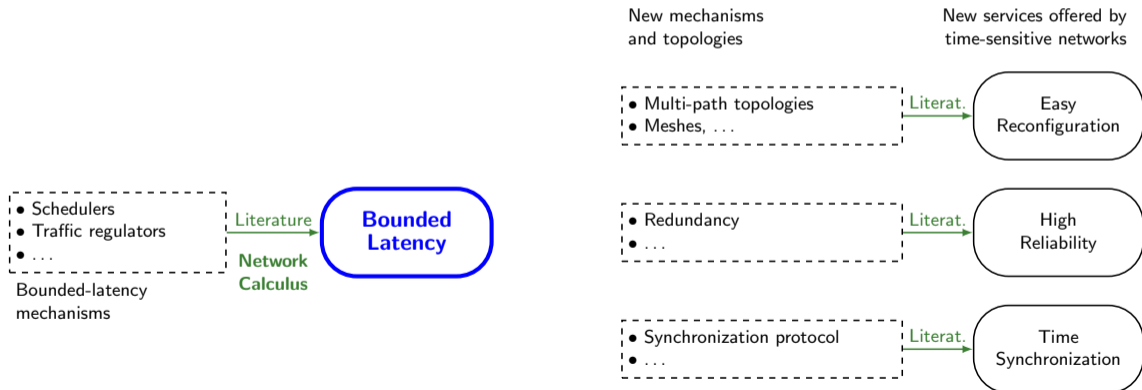 • Schedulers
• Traffic regulators
• ...
Bounded-latency
mechanisms
Literature
Network
Calculus
Bounded
Latency
New mechanisms
and topologies
New services offered by
time-sensitive networks
• Multi-path topologies
• Meshes, ...
Literat.
Easy
Reconfiguration
• Redundancy
• ...
Literat.
High
Reliability
• Synchronization protocol
• ...
Literat.
Time
Synchronization